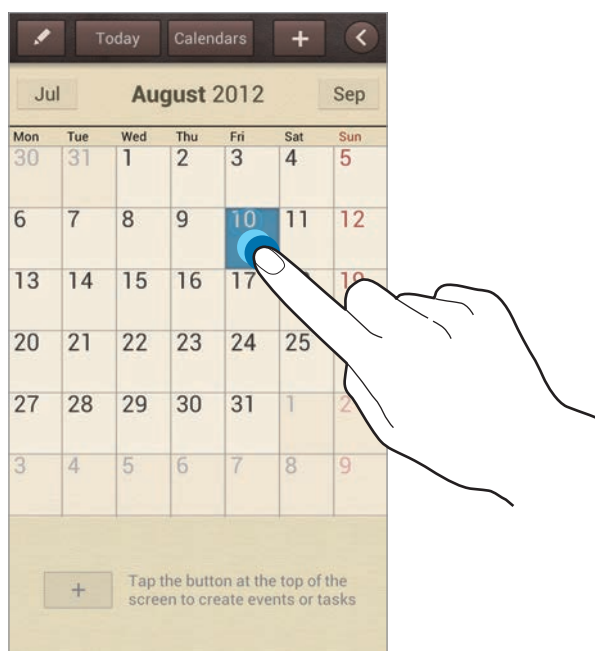 Today Calendars +
Jul August 2012 Sep
Mon Tue Wed Thu Fri Sat Sun
30 31 1 2 3 4 5
6 7 8 9 10 11 12
13 14 15 16 17 19
20 21 22 23 24 25
27 28 29 30 31 1 2
3 4 5 6 7 8 9
+ Tap the button at the top of the
screen to create events or tasks